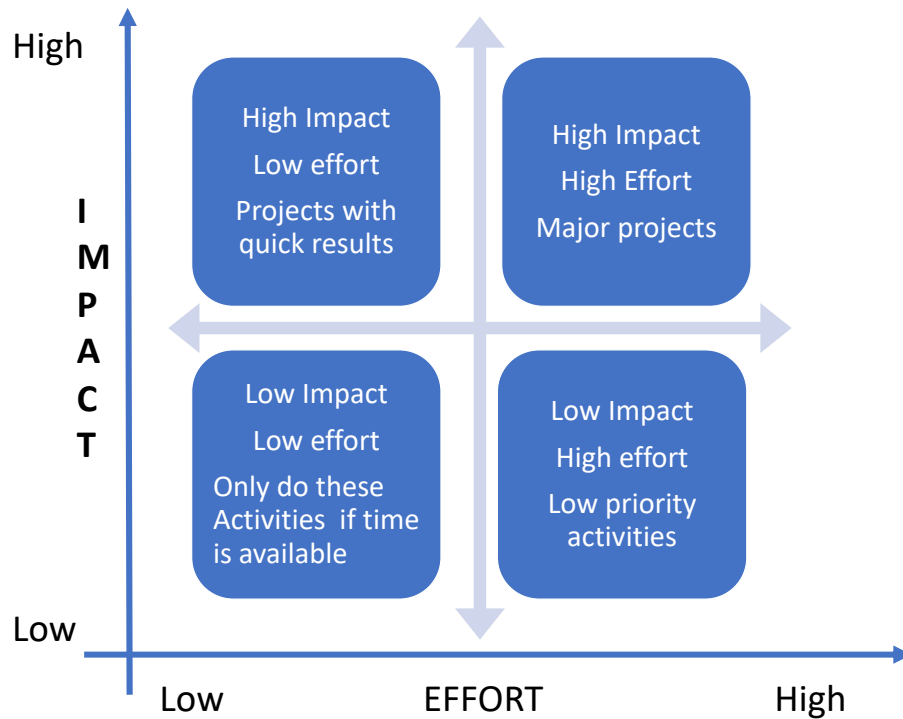 High
I
M
P
A
C
T
Low
High Impact
Low effort
Projects with
quick results
High Impact
High Effort
Major projects
Low Impact
Low effort
Only do these
Activities if time
is available
Low Impact
High effort
Low priority
activities
Low
EFFORT
High